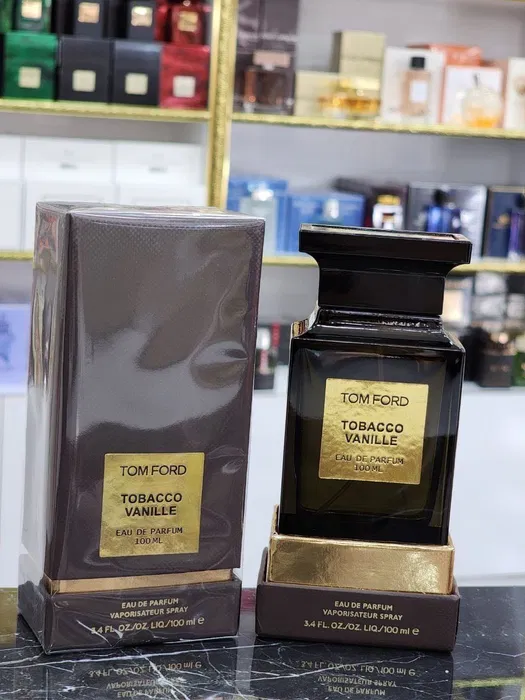 TOM FORD
TOBACCO
VANILLE
EAU DE PARFUM
100 ML
EAU DE PARFUM
VAPORISATEUR SPRAY
3.4 FL. OZ./OZ. LIQ./100 ml e
TOM FORD
TOBACCO
VANILLE
EAU DE PARFUM
100 ML
EAU DE PARFUM
VAPORISATEUR SPRAY
3.4 FL. OZ./OZ. LIQ./100 ml e